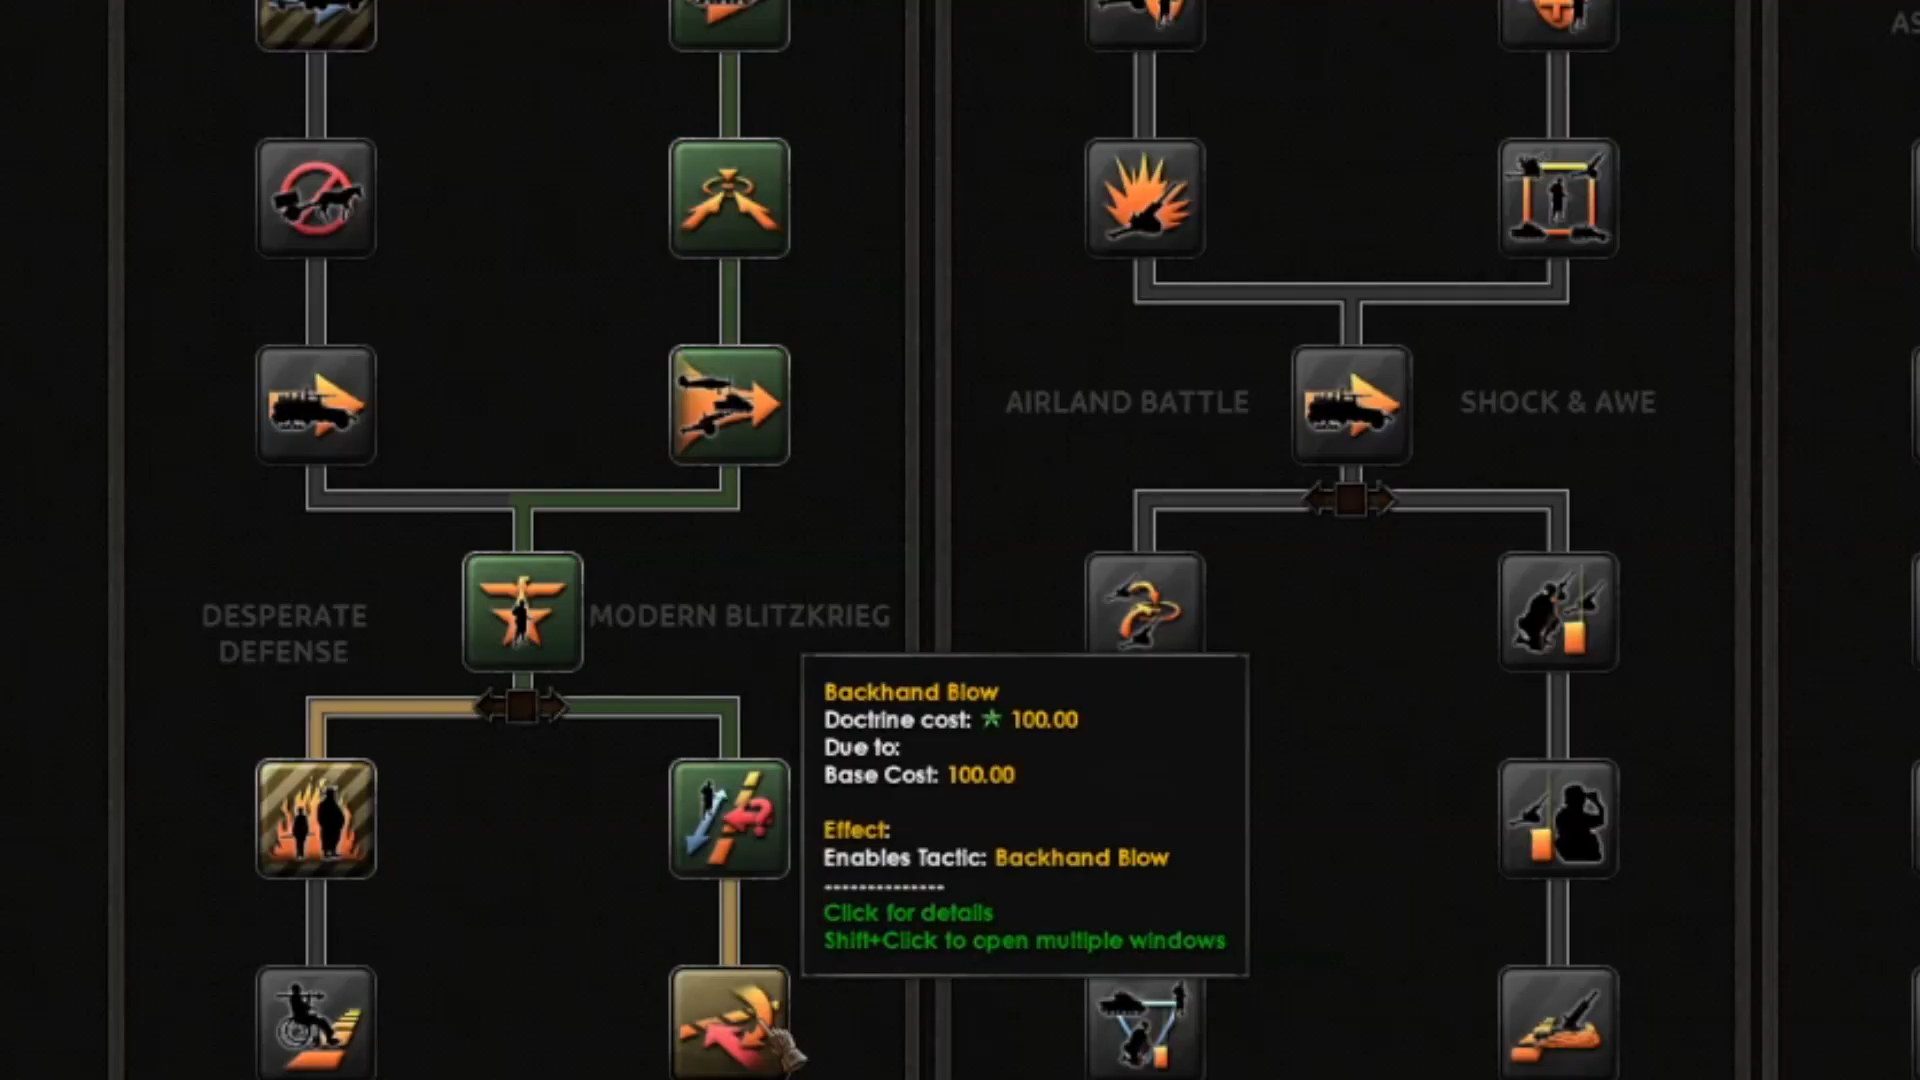 AS
AIRLAND BATTLE
SHOCK & AWE
DESPERATE
DEFENSE
MODERN BLITZKRIEG
Backhand Blow
Doctrine cost: 100.00
Due to:
Base Cost: 100.00
Effect:
Enables Tactic: Backhand Blow
--------------
Click for details
Shift+Click to open multiple windows